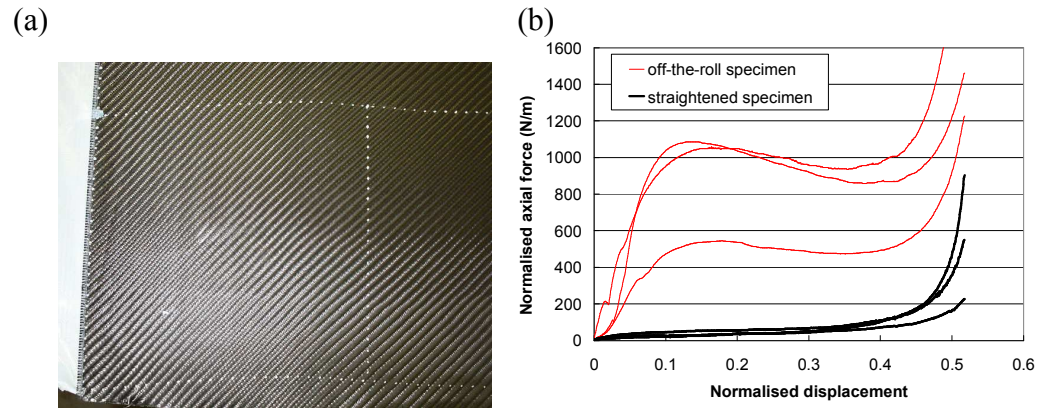 (a)
(b)
1600
1400
1200
1000
800
600
400
200
0
Normalised axial force (N/m)
off-the-roll specimen
straightened specimen
0 0.1 0.2 0.3 0.4 0.5 0.6
Normalised displacement